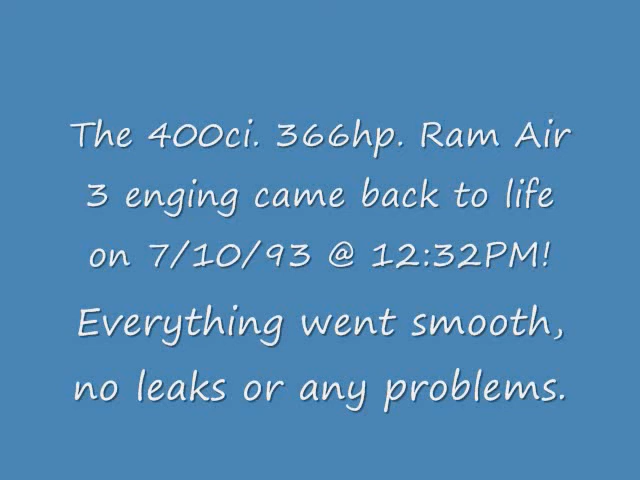 The 400ci. 366hp. Ram Air
3 enging came back to life
on 7/10/93 @ 12:32PM!
Everything went smooth,
no leaks or any problems.